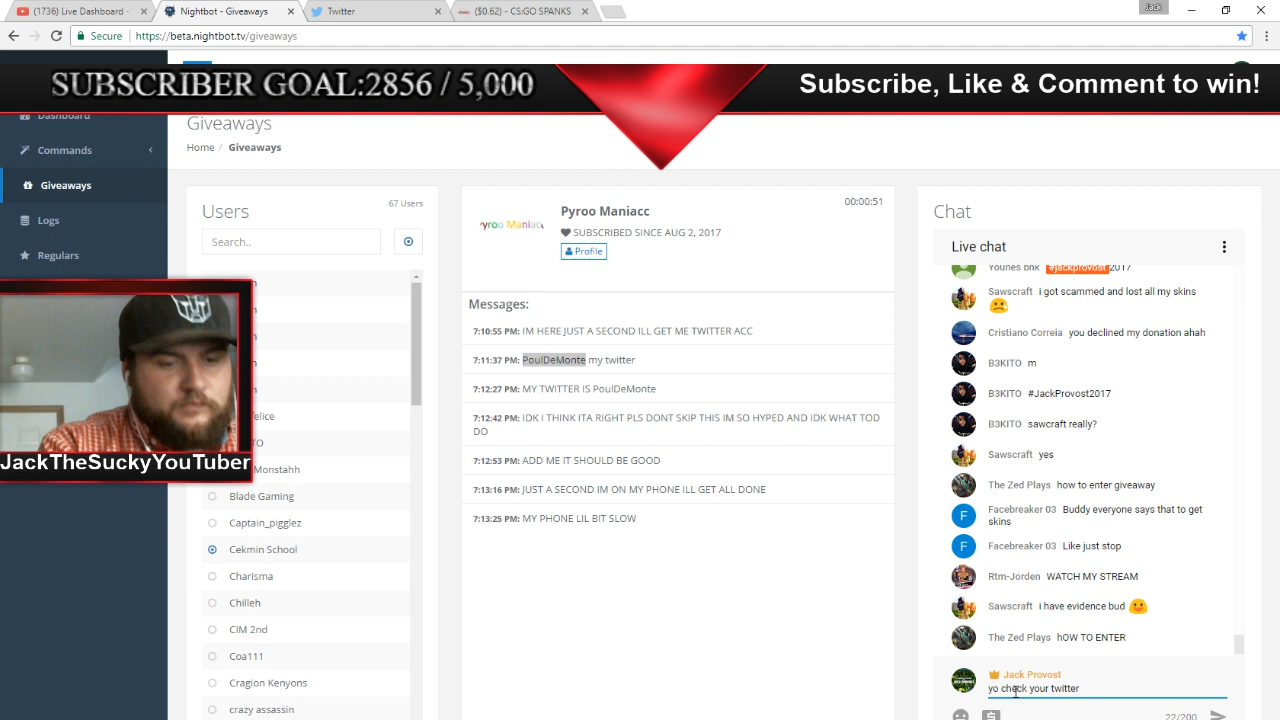 (1736) Live Dashboard -
Nightbot - Giveaways
Twitter
($0.62) - CS:GO SPANKS
Jack
Secure
https://beta.nightbot.tv/giveaways
SUBSCRIBER GOAL:2856 / 5,000
Subscribe, Like & Comment to win!
Dashboard
Commands
Giveaways
Logs
Regulars
JackTheSuckyYouTuber
Giveaways
Home / Giveaways
Users
67 Users
Search..
Monstahh
Blade Gaming
Captain_pigglez
Cekmin School
Charisma
Chilleh
CIM 2nd
Coa111
Cragion Kenyons
crazy assassin
Pyroo Maniacc
00:00:51
SUBSCRIBED SINCE AUG 2, 2017
Profile
Messages:
7:10:55 PM: IM HERE JUST A SECOND ILL GET ME TWITTER ACC
7:11:37 PM: PoulDeMonte my twitter
7:12:27 PM: MY TWITTER IS PoulDeMonte
7:12:42 PM: IDK I THINK ITA RIGHT PLS DONT SKIP THIS IM SO HYPED AND IDK WHAT TOD
DO
7:12:53 PM: ADD ME IT SHOULD BE GOOD
7:13:16 PM: JUST A SECOND IM ON MY PHONE ILL GET ALL DONE
7:13:25 PM: MY PHONE LIL BIT SLOW
Chat
Live chat
Younes bnk #jackprovost 2017
Sawscraft i got scammed and lost all my skins
Cristiano Correia you declined my donation ahah
B3KITO m
B3KITO #JackProvost2017
B3KITO sawcraft really?
Sawscraft yes
The Zed Plays how to enter giveaway
Facebreaker 03 Buddy everyone says that to get
skins
Facebreaker 03 Like just stop
Rtm-Jorden WATCH MY STREAM
Sawscraft i have evidence bud
The Zed Plays hOW TO ENTER
Jack Provost
yo check your twitter
22/200